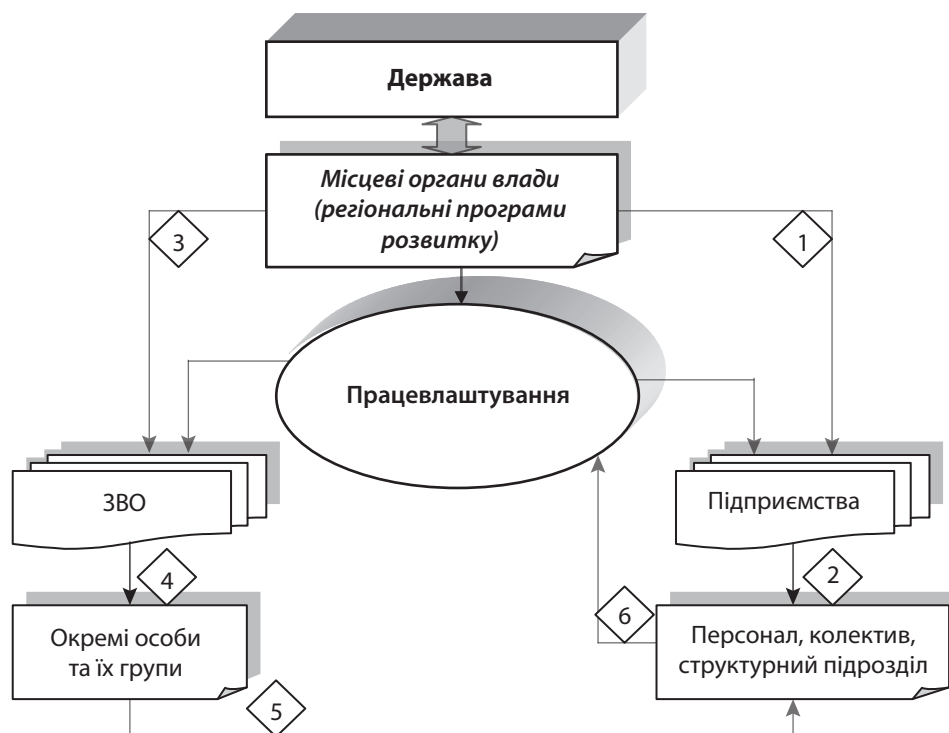 Держава
Місцеві органи влади
(регіональні програми
розвитку)
3
1
Працевлаштування
ЗВО
Підприємства
4
2
Окремі особи
та їх групи
6
Персонал, колектив,
структурний підрозділ
5